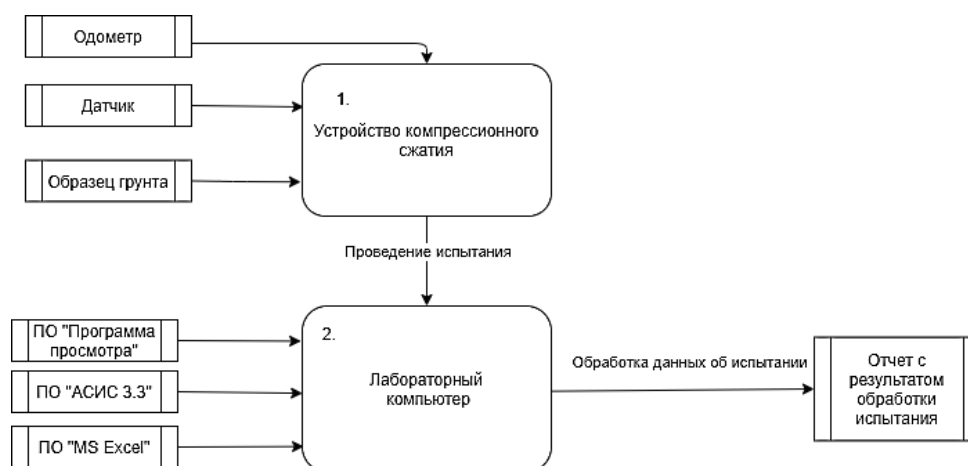 Одометр
Датчик
Образец грунта
1.
Устройство компрессионного
сжатия
Проведение испытания
ПО "Программа
просмотра"
ПО "АСИС 3.3"
ПО "MS Excel"
2.
Лабораторный
компьютер
Обработка данных об испытании
Отчет с
результатом
обработки
испытания